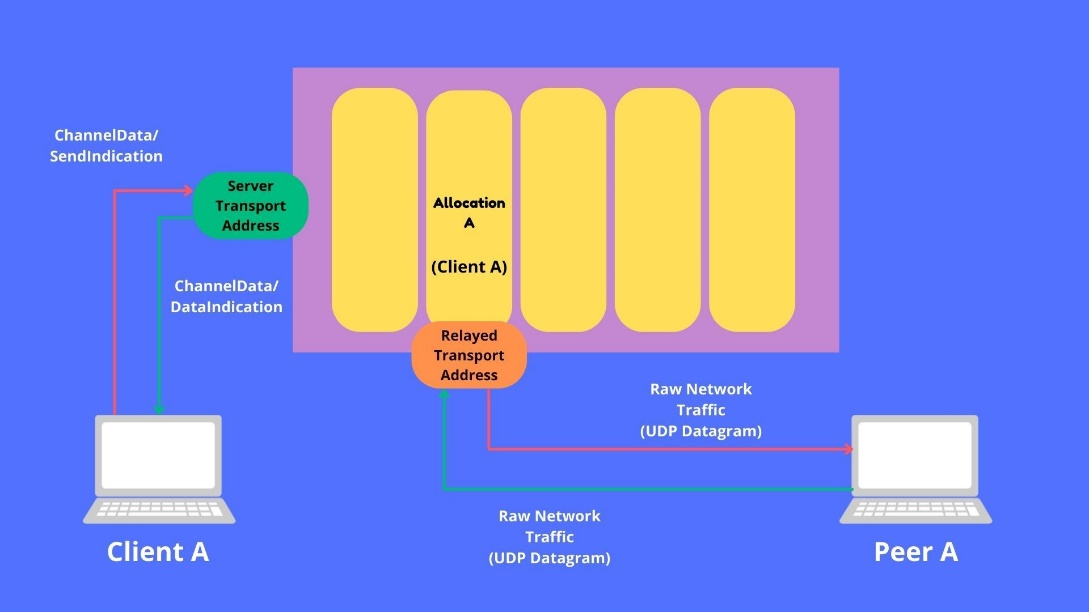 ChannelData/
SendIndication
Server
Transport
Address
Allocation
A
(Client A)
ChannelData/
DataIndication
Relayed
Transport
Address
Raw Network
Traffic
(UDP Datagram)
Raw Network
Traffic
(UDP Datagram)
Client A
Peer A